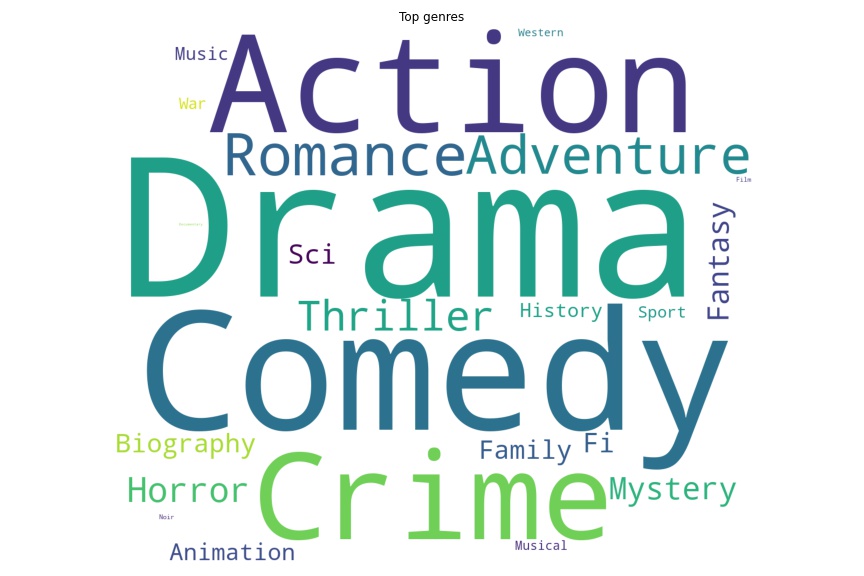 Top genres
Western
Music
Action
War
Romance
Adventure
Film
Drama
Fantasy
Sci
Thriller
History
Sport
Comedy
Biography
Family
Fi
Horror
Crime
Mystery
Noir
Musical
Animation